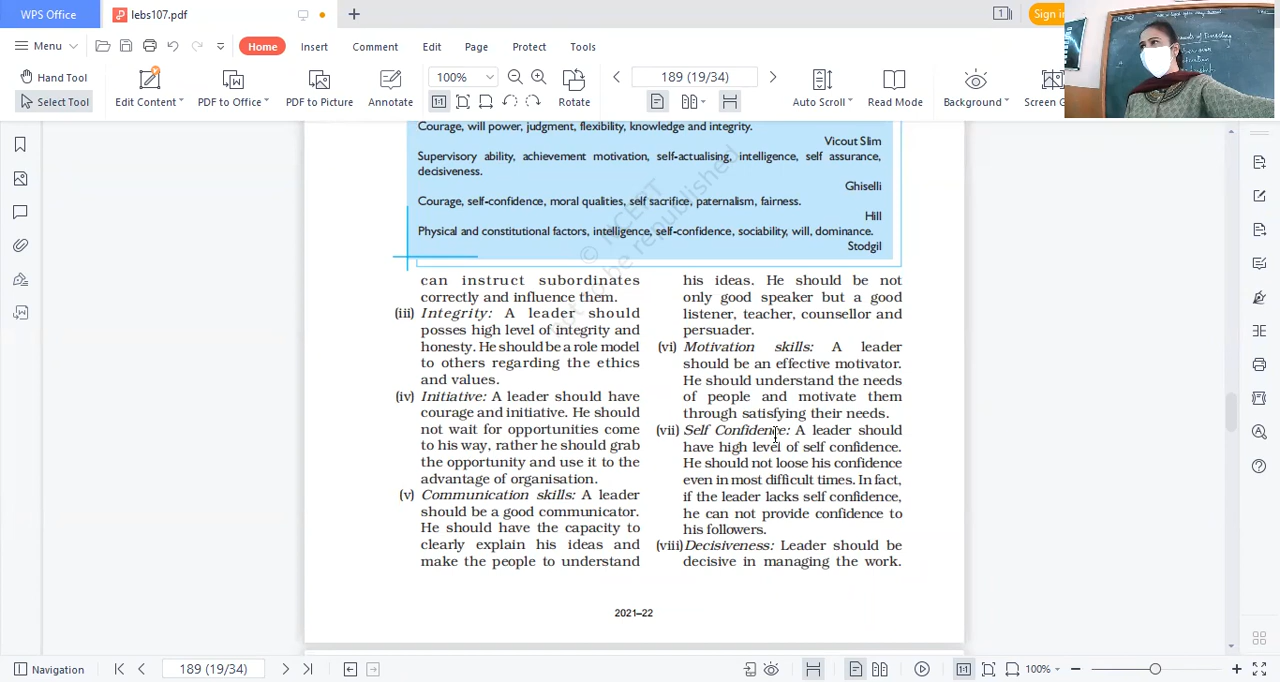 WPS Office
lebs107.pdf
1
Sign in
Menu
Home
Insert
Comment
Edit
Page
Protect
Tools
Hand Tool
Select Tool
Edit Content
PDF to Office
PDF to Picture
Annotate
100%
Rotate
189 (19/34)
Auto Scroll
Read Mode
Background
Screen G
Courage, will power, judgment, flexibility, knowledge and integrity.
Vicout Slim
Supervisory ability, achievement motivation, self-actualising, intelligence, self assurance,
decisiveness.
Ghiselli
Courage, self-confidence, moral qualities, self sacrifice, paternalism, fairness.
Hill
Physical and constitutional factors, intelligence, self-confidence, sociability, will, dominance.
Stodgil
© NCERT
not to be republished
can instruct subordinates
correctly and influence them.
(iii) Integrity: A leader should
posses high level of integrity and
honesty. He should be a role model
to others regarding the ethics
and values.
(iv) Initiative: A leader should have
courage and initiative. He should
not wait for opportunities come
to his way, rather he should grab
the opportunity and use it to the
advantage of organisation.
(v) Communication skills: A leader
should be a good communicator.
He should have the capacity to
clearly explain his ideas and
make the people to understand
his ideas. He should be not
only good speaker but a good
listener, teacher, counsellor and
persuader.
(vi) Motivation skills: A leader
should be an effective motivator.
He should understand the needs
of people and motivate them
through satisfying their needs.
(vii) Self Confidence: A leader should
have high level of self confidence.
He should not loose his confidence
even in most difficult times. In fact,
if the leader lacks self confidence,
he can not provide confidence to
his followers.
(viii) Decisiveness: Leader should be
decisive in managing the work.
2021–22
Navigation
189 (19/34)
100%